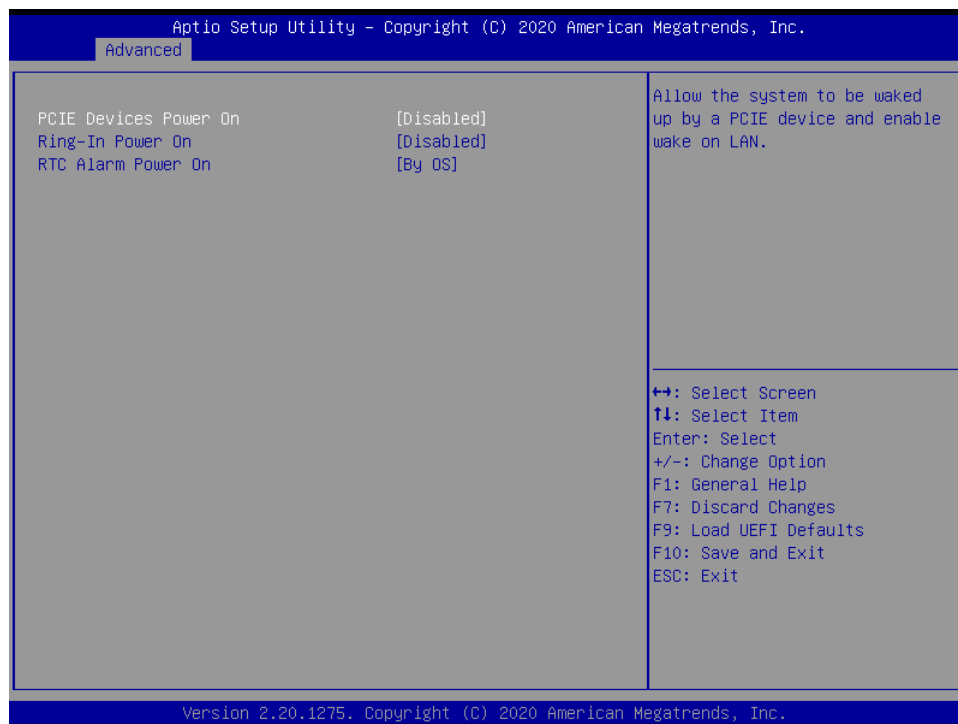 Aptio Setup Utility – Copyright (C) 2020 American Megatrends, Inc.
Advanced
PCIE Devices Power On [Disabled]
Ring-In Power On [Disabled]
RTC Alarm Power On [By OS]
Allow the system to be waked
up by a PCIE device and enable
wake on LAN.
↔: Select Screen
↑↓: Select Item
Enter: Select
+/-: Change Option
F1: General Help
F7: Discard Changes
F9: Load UEFI Defaults
F10: Save and Exit
ESC: Exit
Version 2.20.1275. Copyright (C) 2020 American Megatrends, Inc.